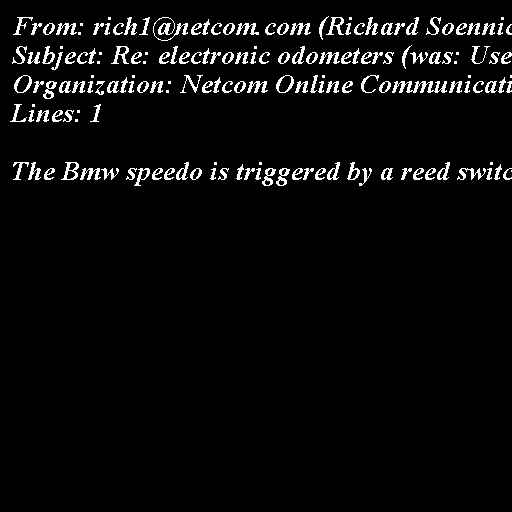 From: rich1@netcom.com (Richard Soennic
Subject: Re: electronic odometers (was: Use
Organization: Netcom Online Communicati
Lines: 1

The Bmw speedo is triggered by a reed switc